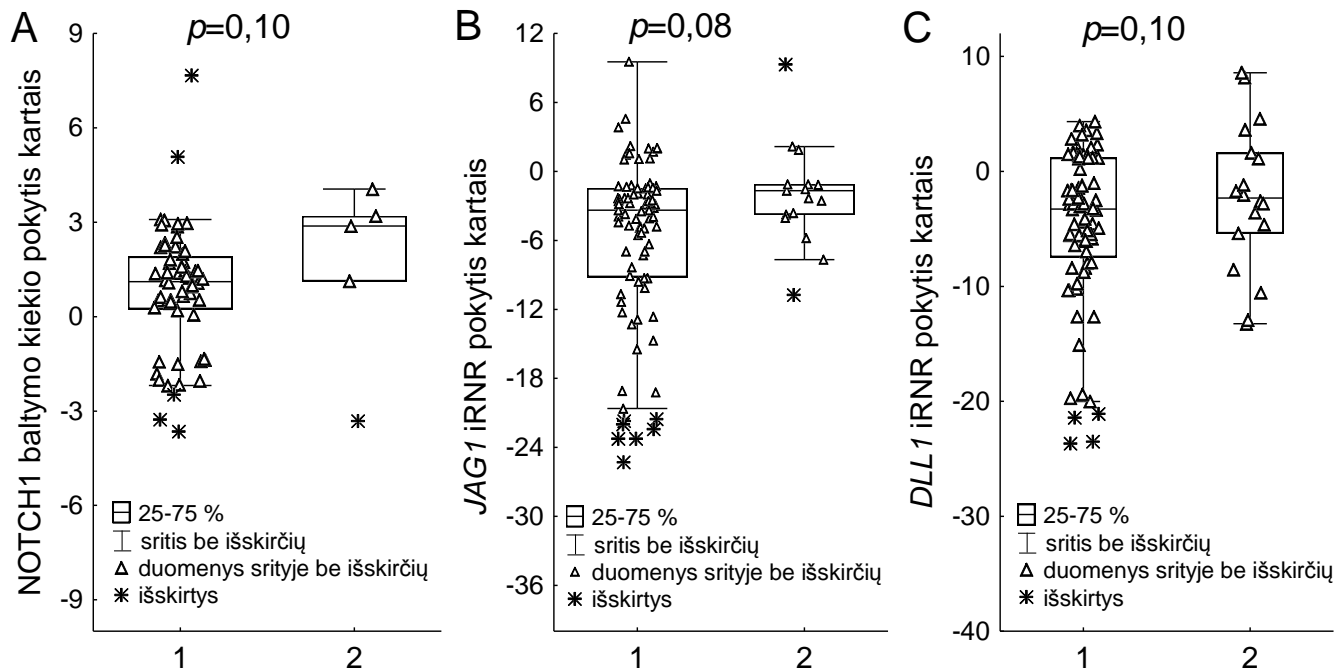 A
p=0,10
NOTCH1 baltymo kiekio pokytis kartais
9
6
3
0
-3
-6
-9
25-75 %
sritis be išskirčių
duomenys srityje be išskirčių
išskirtys
1
2
B
p=0,08
JAG1 iRNR pokytis kartais
12
6
0
-6
-12
-18
-24
-30
-36
25-75 %
sritis be išskirčių
duomenys srityje be išskirčių
išskirtys
1
2
C
p=0,10
DLL1 iRNR pokytis kartais
10
0
-10
-20
-30
-40
25-75 %
sritis be išskirčių
duomenys srityje be išskirčių
išskirtys
1
2